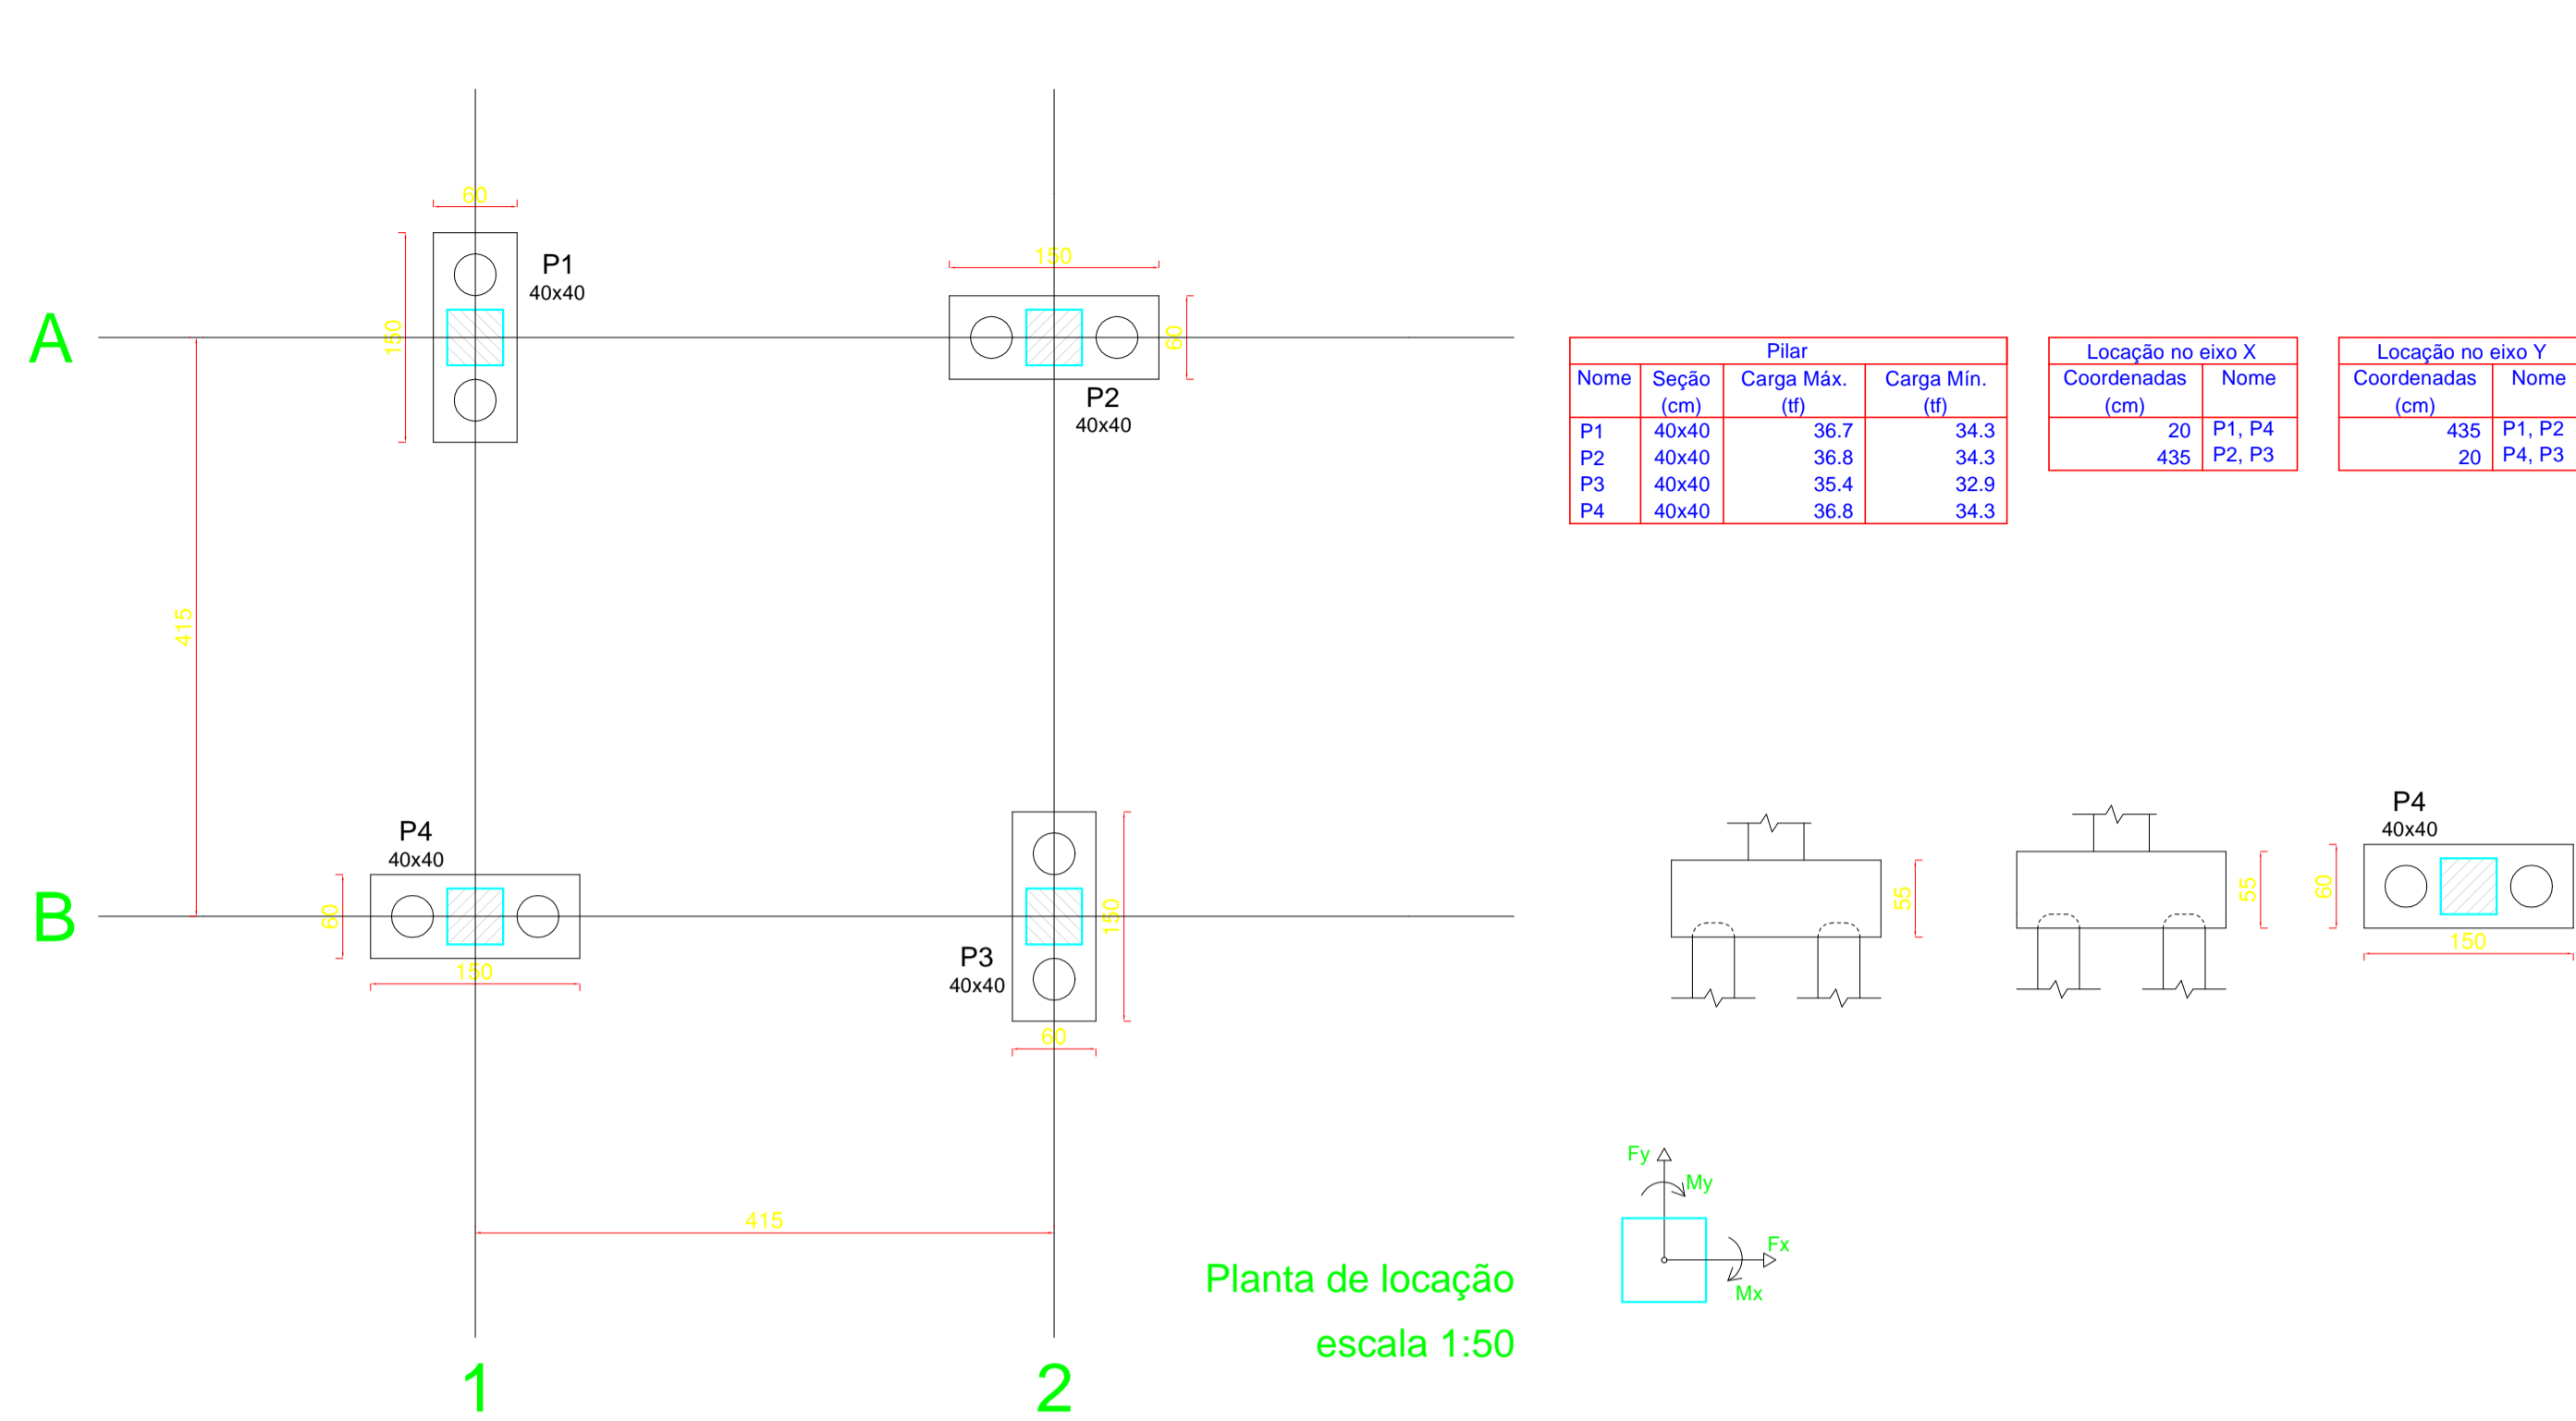 60
P1
40x40
150
150
P2
40x40
60
A
415
P4
40x40
60
150
P3
40x40
150
60
B
415
Planta de locação
escala 1:50
1
2
Pilar
Nome Seção (cm) Carga Máx. (tf) Carga Mín. (tf)
P1 40x40 36.7 34.3
P2 40x40 36.8 34.3
P3 40x40 35.4 32.9
P4 40x40 36.8 34.3
Locação no eixo X
Coordenadas (cm) Nome
20 P1, P4
435 P2, P3
Locação no eixo Y
Coordenadas (cm) Nome
435 P1, P2
20 P4, P3
55
55
P4
40x40
60
150
Fy
My
Fx
Mx